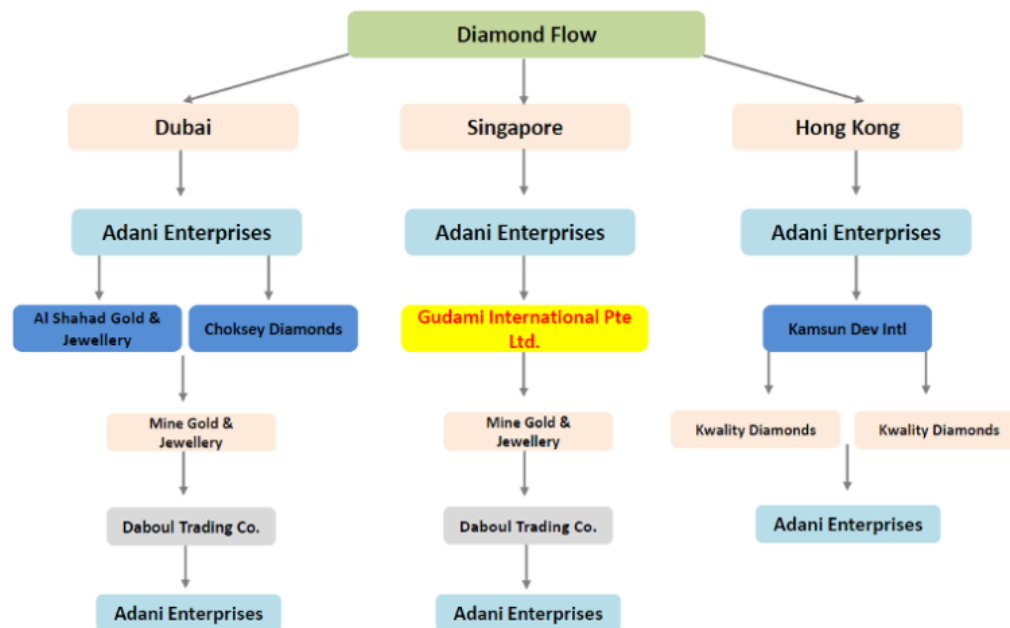 Diamond Flow
Dubai
Singapore
Hong Kong
Adani Enterprises
Adani Enterprises
Adani Enterprises
Al Shahad Gold &
Jewellery
Choksey Diamonds
Gudami International Pte
Ltd.
Kamsun Dev Intl
Mine Gold &
Jewellery
Mine Gold &
Jewellery
Kwality Diamonds
Kwality Diamonds
Daboul Trading Co.
Daboul Trading Co.
Adani Enterprises
Adani Enterprises
Adani Enterprises